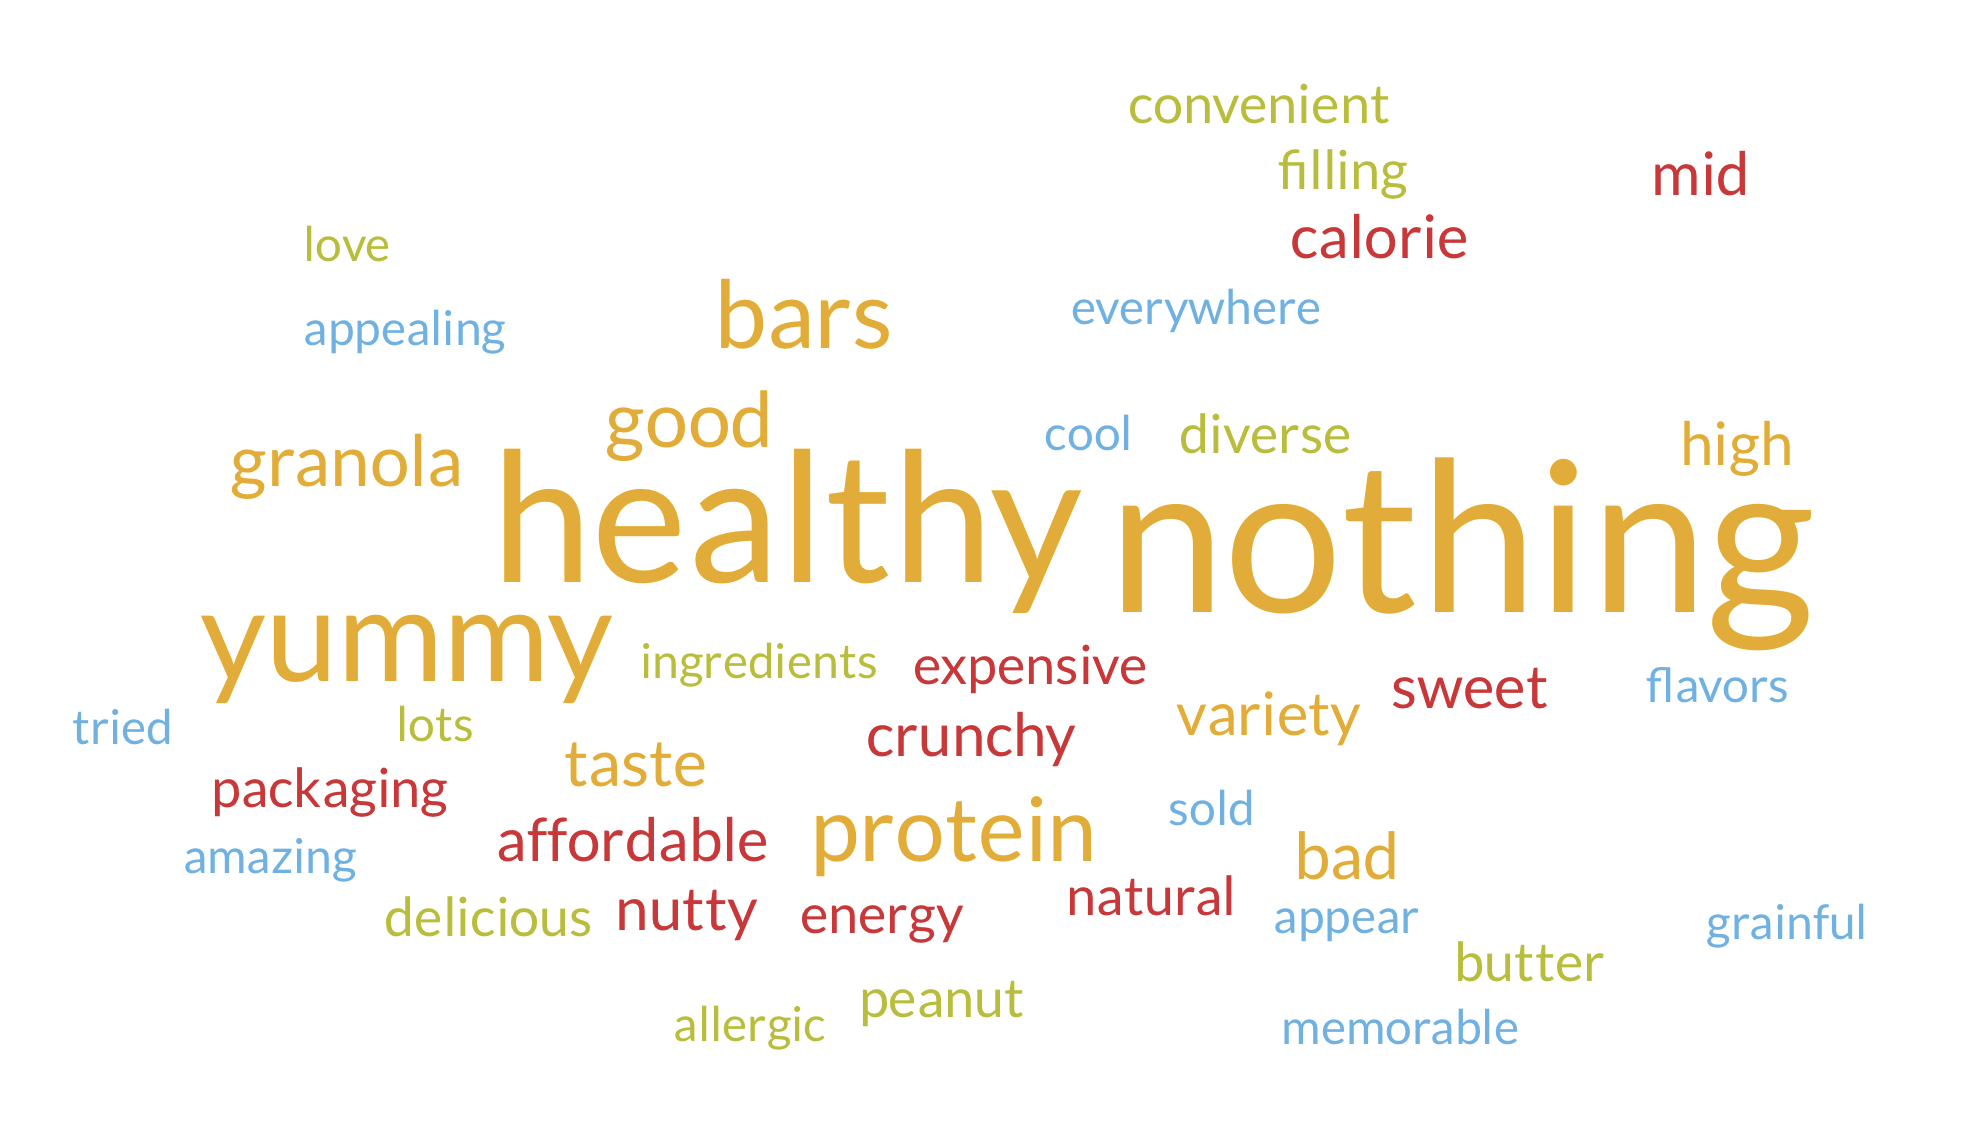 convenient
filling
mid
calorie
love
appealing
bars
everywhere
good
cool
diverse
high
granola
healthy
nothing
yummy
ingredients
expensive
sweet
flavors
tried
lots
variety
crunchy
taste
packaging
sold
affordable
protein
bad
amazing
natural
delicious
nutty
energy
appear
grainful
butter
peanut
allergic
memorable